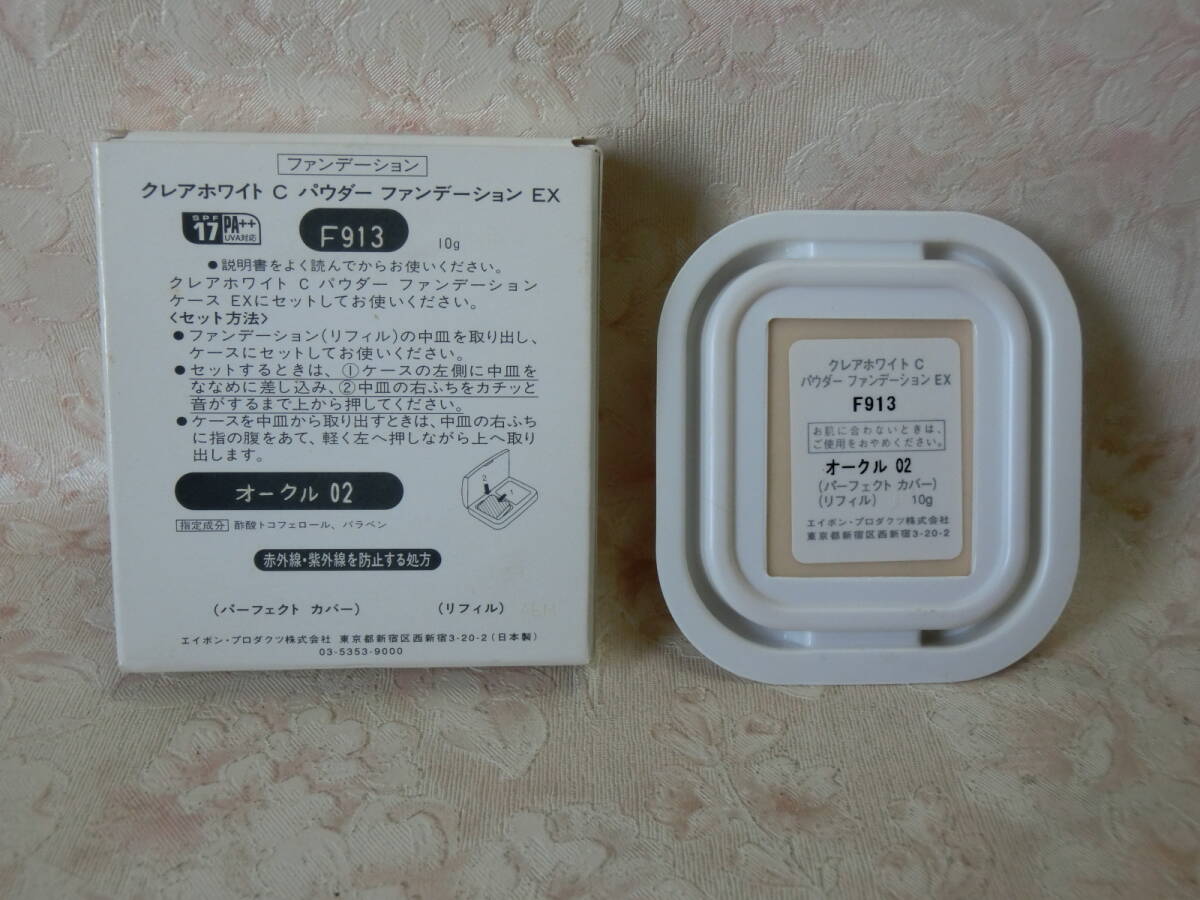 ファンデーション
クレアホワイト C パウダー ファンデーション EX
SPF 17 PA++ UVA対応
F913 10g
●説明書をよく読んでからお使いください。
クレアホワイト C パウダー ファンデーション
ケース EXにセットしてお使いください。
〈セット方法〉
●ファンデーション(リフィル)の中皿を取り出し、
ケースにセットしてお使いください。
●セットするときは、①ケースの左側に中皿を
ななめに差し込み、②中皿の右ふちをカチッと
音がするまで上から押してください。
●ケースを中皿から取り出すときは、中皿の右ふち
に指の腹をあて、軽く左へ押しながら上へ取り
出します。
オークル 02
2
1
指定成分 酢酸トコフェロール、パラベン
赤外線・紫外線を防止する処方
(パーフェクト カバー) (リフィル)
エイボン・プロダクツ株式会社 東京都新宿区西新宿3-20-2(日本製)
03-5353-9000
クレアホワイト C
パウダー ファンデーション EX
F913
お肌に合わないときは、
ご使用をおやめください。
オークル 02
(パーフェクト カバー)
(リフィル) 10g
エイボン・プロダクツ株式会社
東京都新宿区西新宿3-20-2